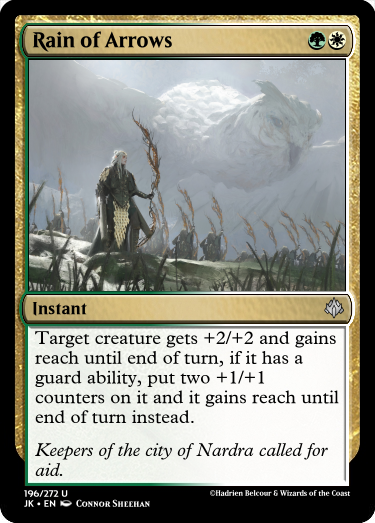 Rain of Arrows
Instant
Target creature gets +2/+2 and gains
reach until end of turn, if it has a
guard ability, put two +1/+1
counters on it and it gains reach until
end of turn instead.
Keepers of the city of Nardra called for
aid.
196/272 U
JK • EN Connor Sheehan
©Hadrien Belcour & Wizards of the Coast